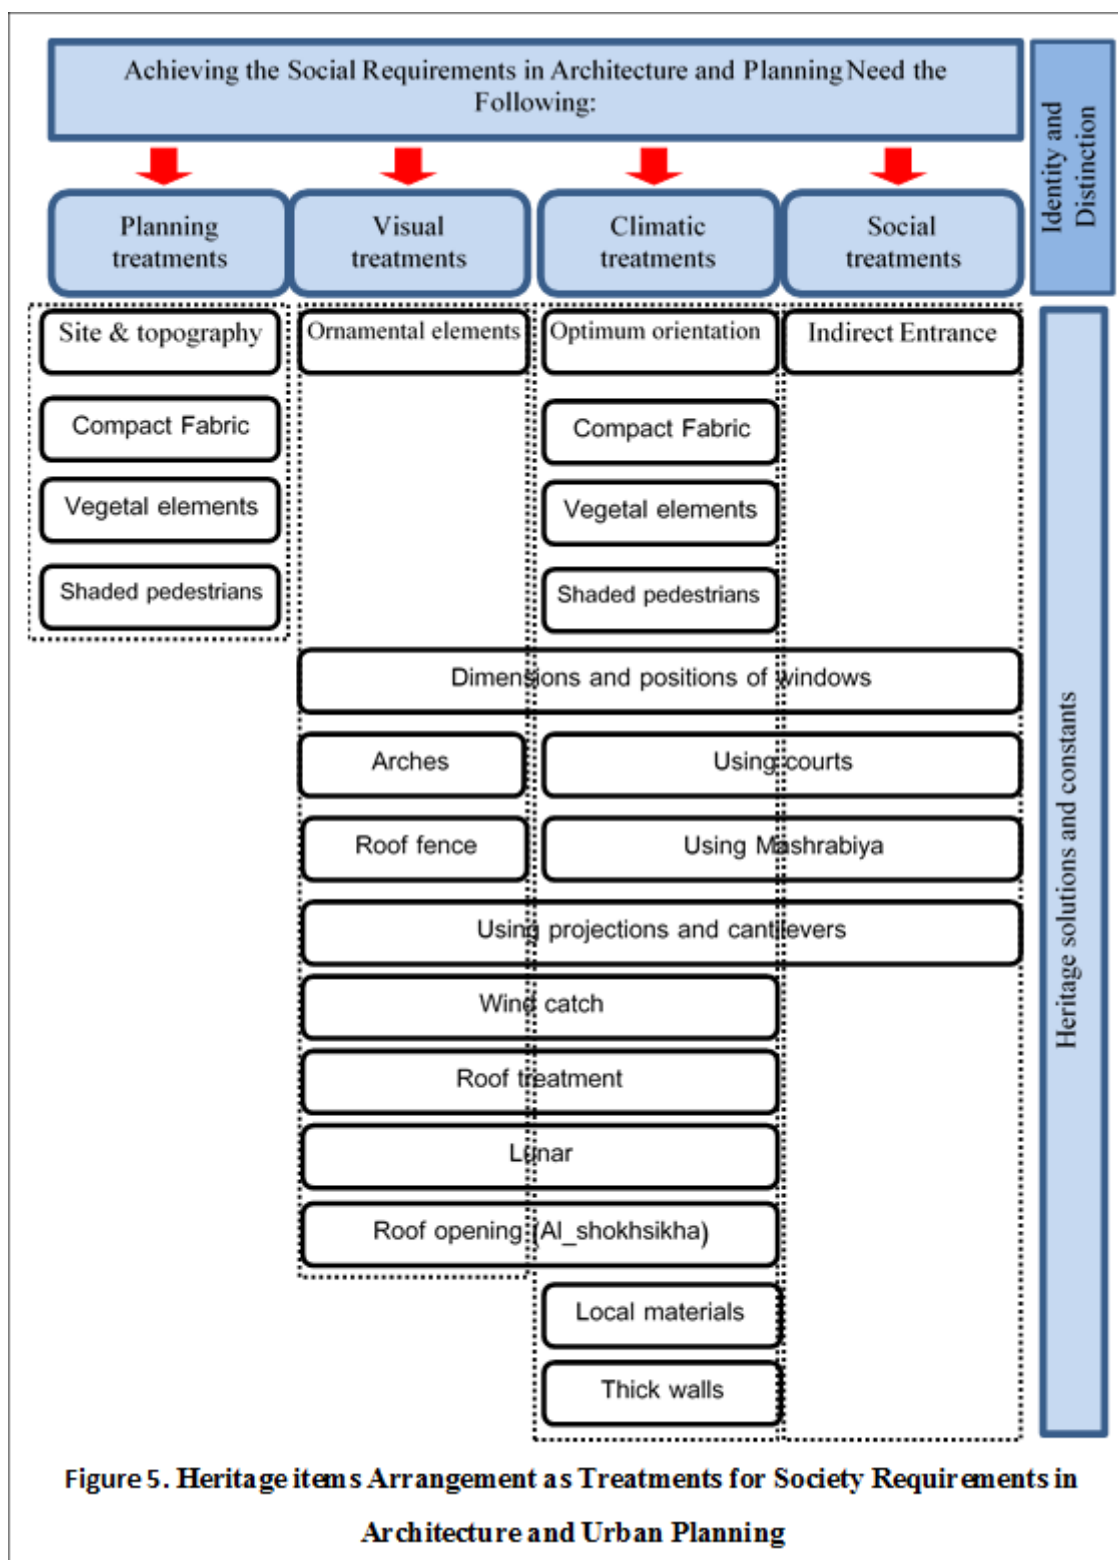 Achieving the Social Requirements in Architecture and Planning Need the
Following:
Identity and
Distinction
Planning
treatments
Visual
treatments
Climatic
treatments
Social
treatments
Site & topography
Ornamental elements
Optimum orientation
Indirect Entrance
Compact Fabric
Compact Fabric
Vegetal elements
Vegetal elements
Shaded pedestrians
Shaded pedestrians
Dimensions and positions of windows
Arches
Using courts
Roof fence
Using Mashrabiya
Using projections and cantilevers
Wind catch
Roof treatment
Lunar
Roof opening (Al_shokhsikha)
Local materials
Thick walls
Heritage solutions and constants
Figure 5. Heritage items Arrangement as Treatments for Society Requirements in
Architecture and Urban Planning